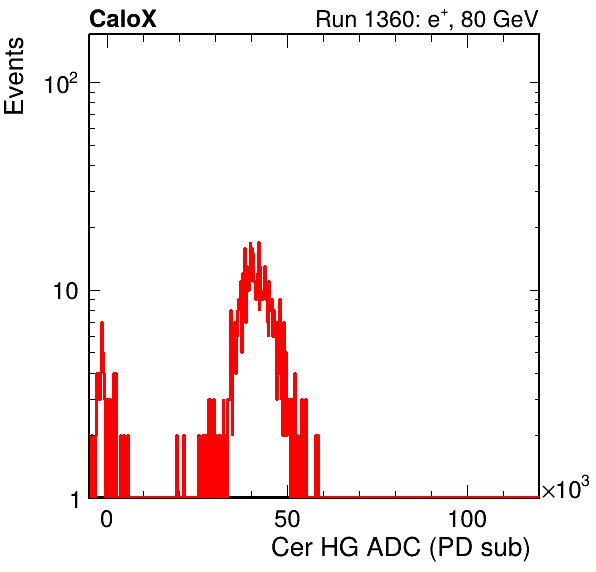 CaloX Run 1360: e⁺, 80 GeV
Events
10²
10
1
0 50 100 ×10³
Cer HG ADC (PD sub)